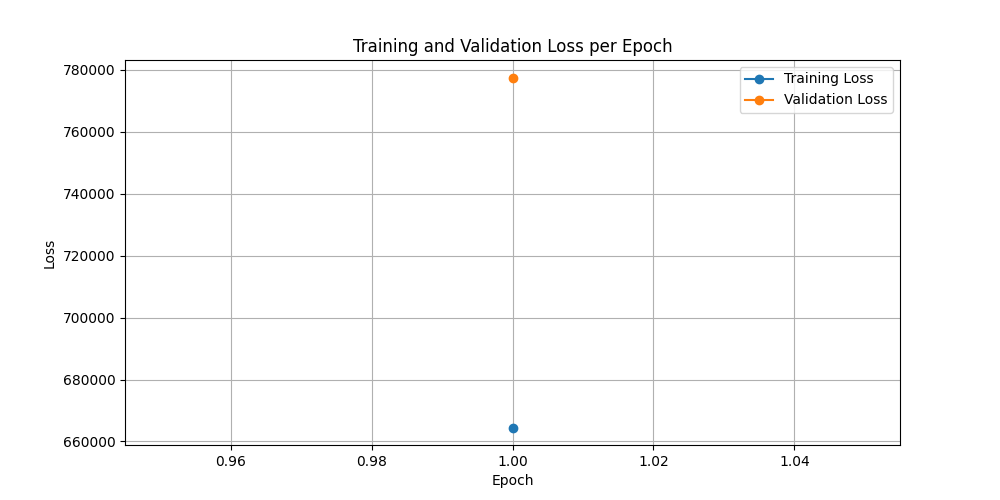 Training and Validation Loss per Epoch
Training Loss
Validation Loss
780000
760000
740000
720000
700000
680000
660000
Loss
0.96
0.98
1.00
1.02
1.04
Epoch